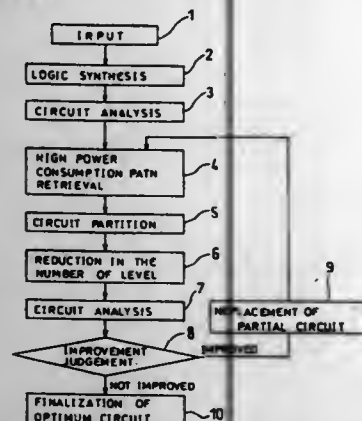 1
INPUT
2
LOGIC SYNTHESIS
3
CIRCUIT ANALYSIS
HIGH POWER
CONSUMPTION PATH
RETRIEVAL
4
CIRCUIT PARTITION
5
REDUCTION IN THE
NUMBER OF LEVEL
6
CIRCUIT ANALYSIS
7
IMPROVEMENT
JUDGEMENT
8
IMPROVED
9
PARTIAL CIRCUIT
NOT IMPROVED
FINALIZATION OF
OPTIMUM CIRCUIT
10